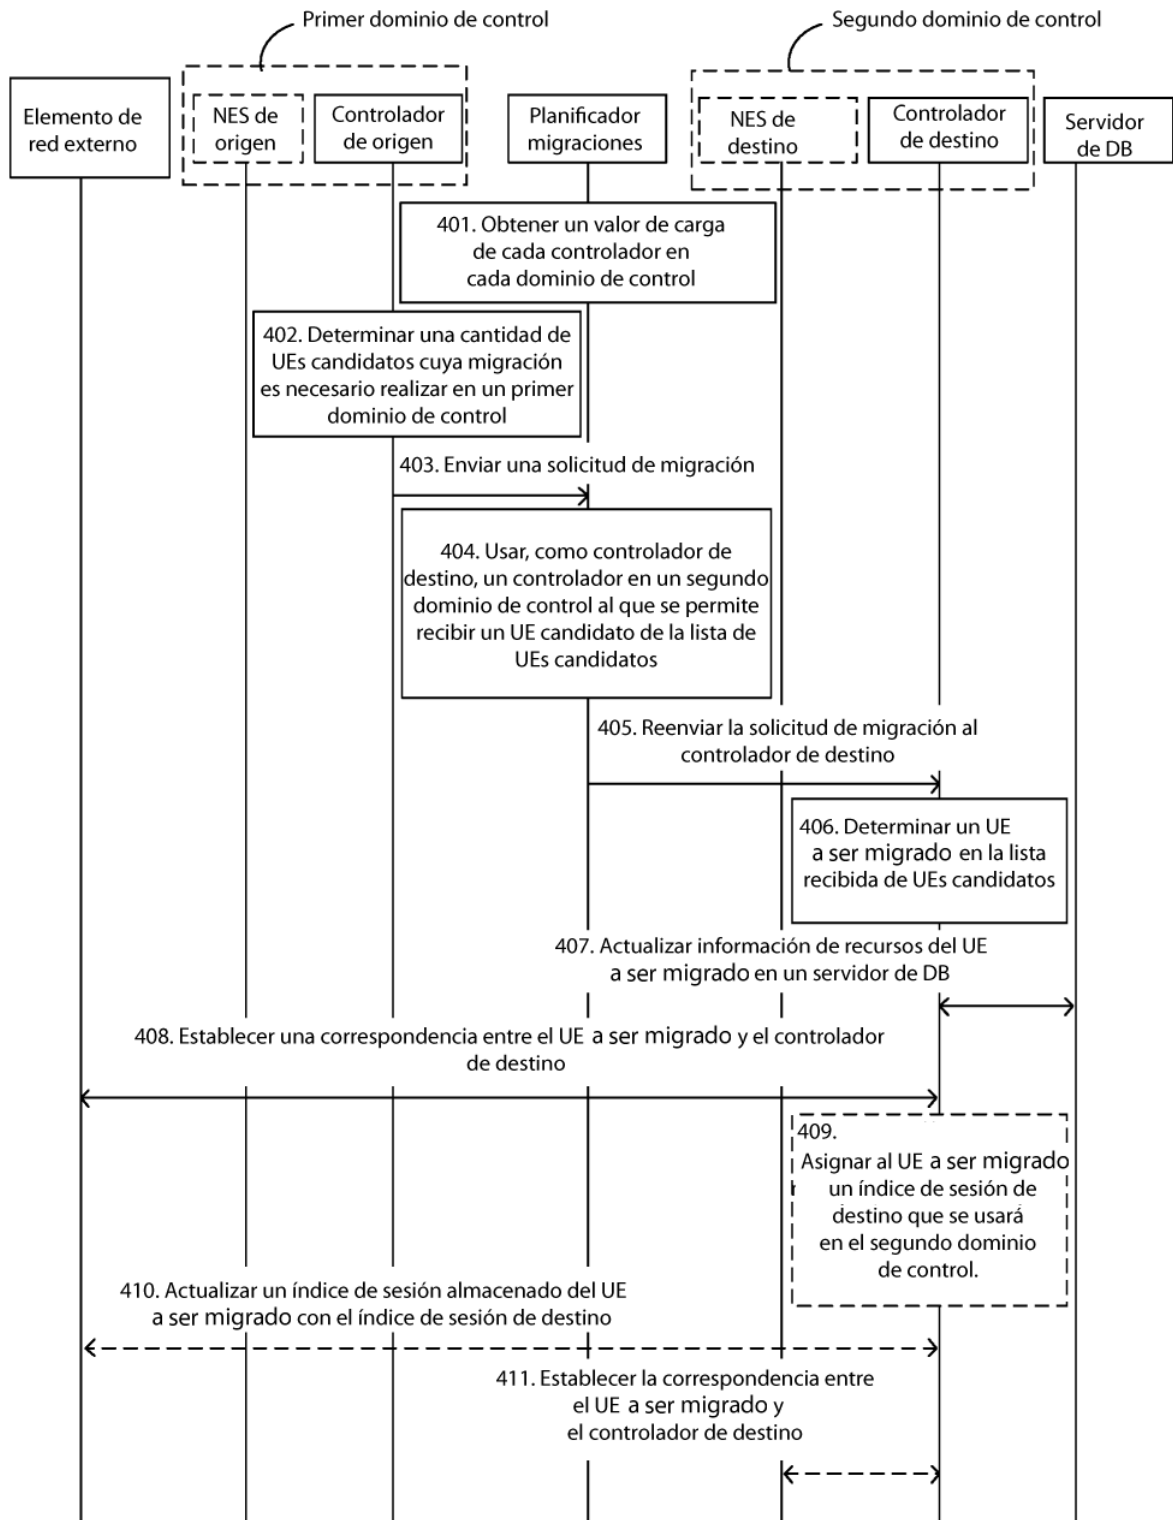 Primer dominio de control
Segundo dominio de control
Elemento de
red externo
NES de
origen
Controlador
de origen
Planificador
migraciones
NES de
destino
Controlador
de destino
Servidor
de DB
401. Obtener un valor de carga
de cada controlador en
cada dominio de control
402. Determinar una cantidad de
UEs candidatos cuya migración
es necesario realizar en un primer
dominio de control
403. Enviar una solicitud de migración
404. Usar, como controlador de
destino, un controlador en un segundo
dominio de control al que se permite
recibir un UE candidato de la lista de
UEs candidatos
405. Reenviar la solicitud de migración al
controlador de destino
406. Determinar un UE
a ser migrado en la lista
recibida de UEs candidatos
407. Actualizar información de recursos del UE
a ser migrado en un servidor de DB
408. Establecer una correspondencia entre el UE a ser migrado y el controlador
de destino
409.
Asignar al UE a ser migrado
un índice de sesión de
destino que se usará
en el segundo dominio
de control.
410. Actualizar un índice de sesión almacenado del UE
a ser migrado con el índice de sesión de destino
411. Establecer la correspondencia entre
el UE a ser migrado y
el controlador de destino